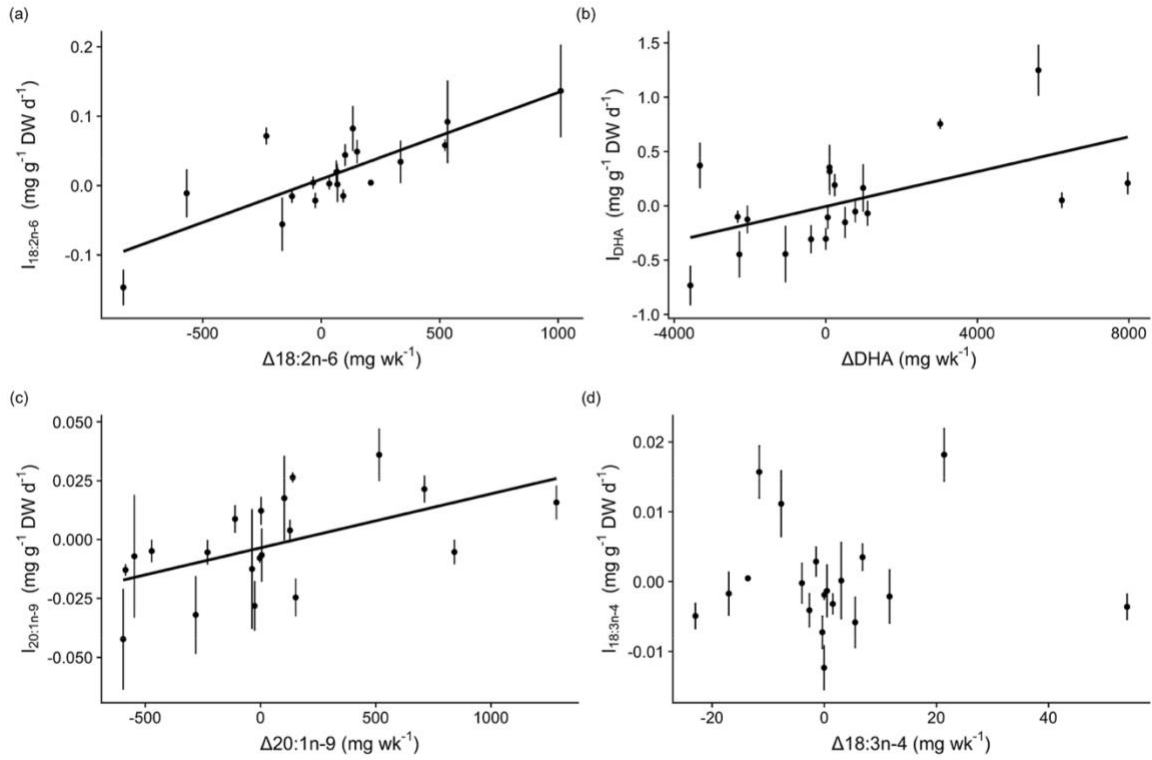 (a)
0.2
0.1
0.0
-0.1
I18:2n-6 (mg g-1 DW d-1)
-500 0 500 1000
Δ18:2n-6 (mg wk-1)
(b)
1.5
1.0
0.5
0.0
-0.5
-1.0
IDHA (mg g-1 DW d-1)
-4000 0 4000 8000
ΔDHA (mg wk-1)
(c)
0.050
0.025
0.000
-0.025
-0.050
I20:1n-9 (mg g-1 DW d-1)
-500 0 500 1000
Δ20:1n-9 (mg wk-1)
(d)
0.02
0.01
0.00
-0.01
I18:3n-4 (mg g-1 DW d-1)
-20 0 20 40
Δ18:3n-4 (mg wk-1)